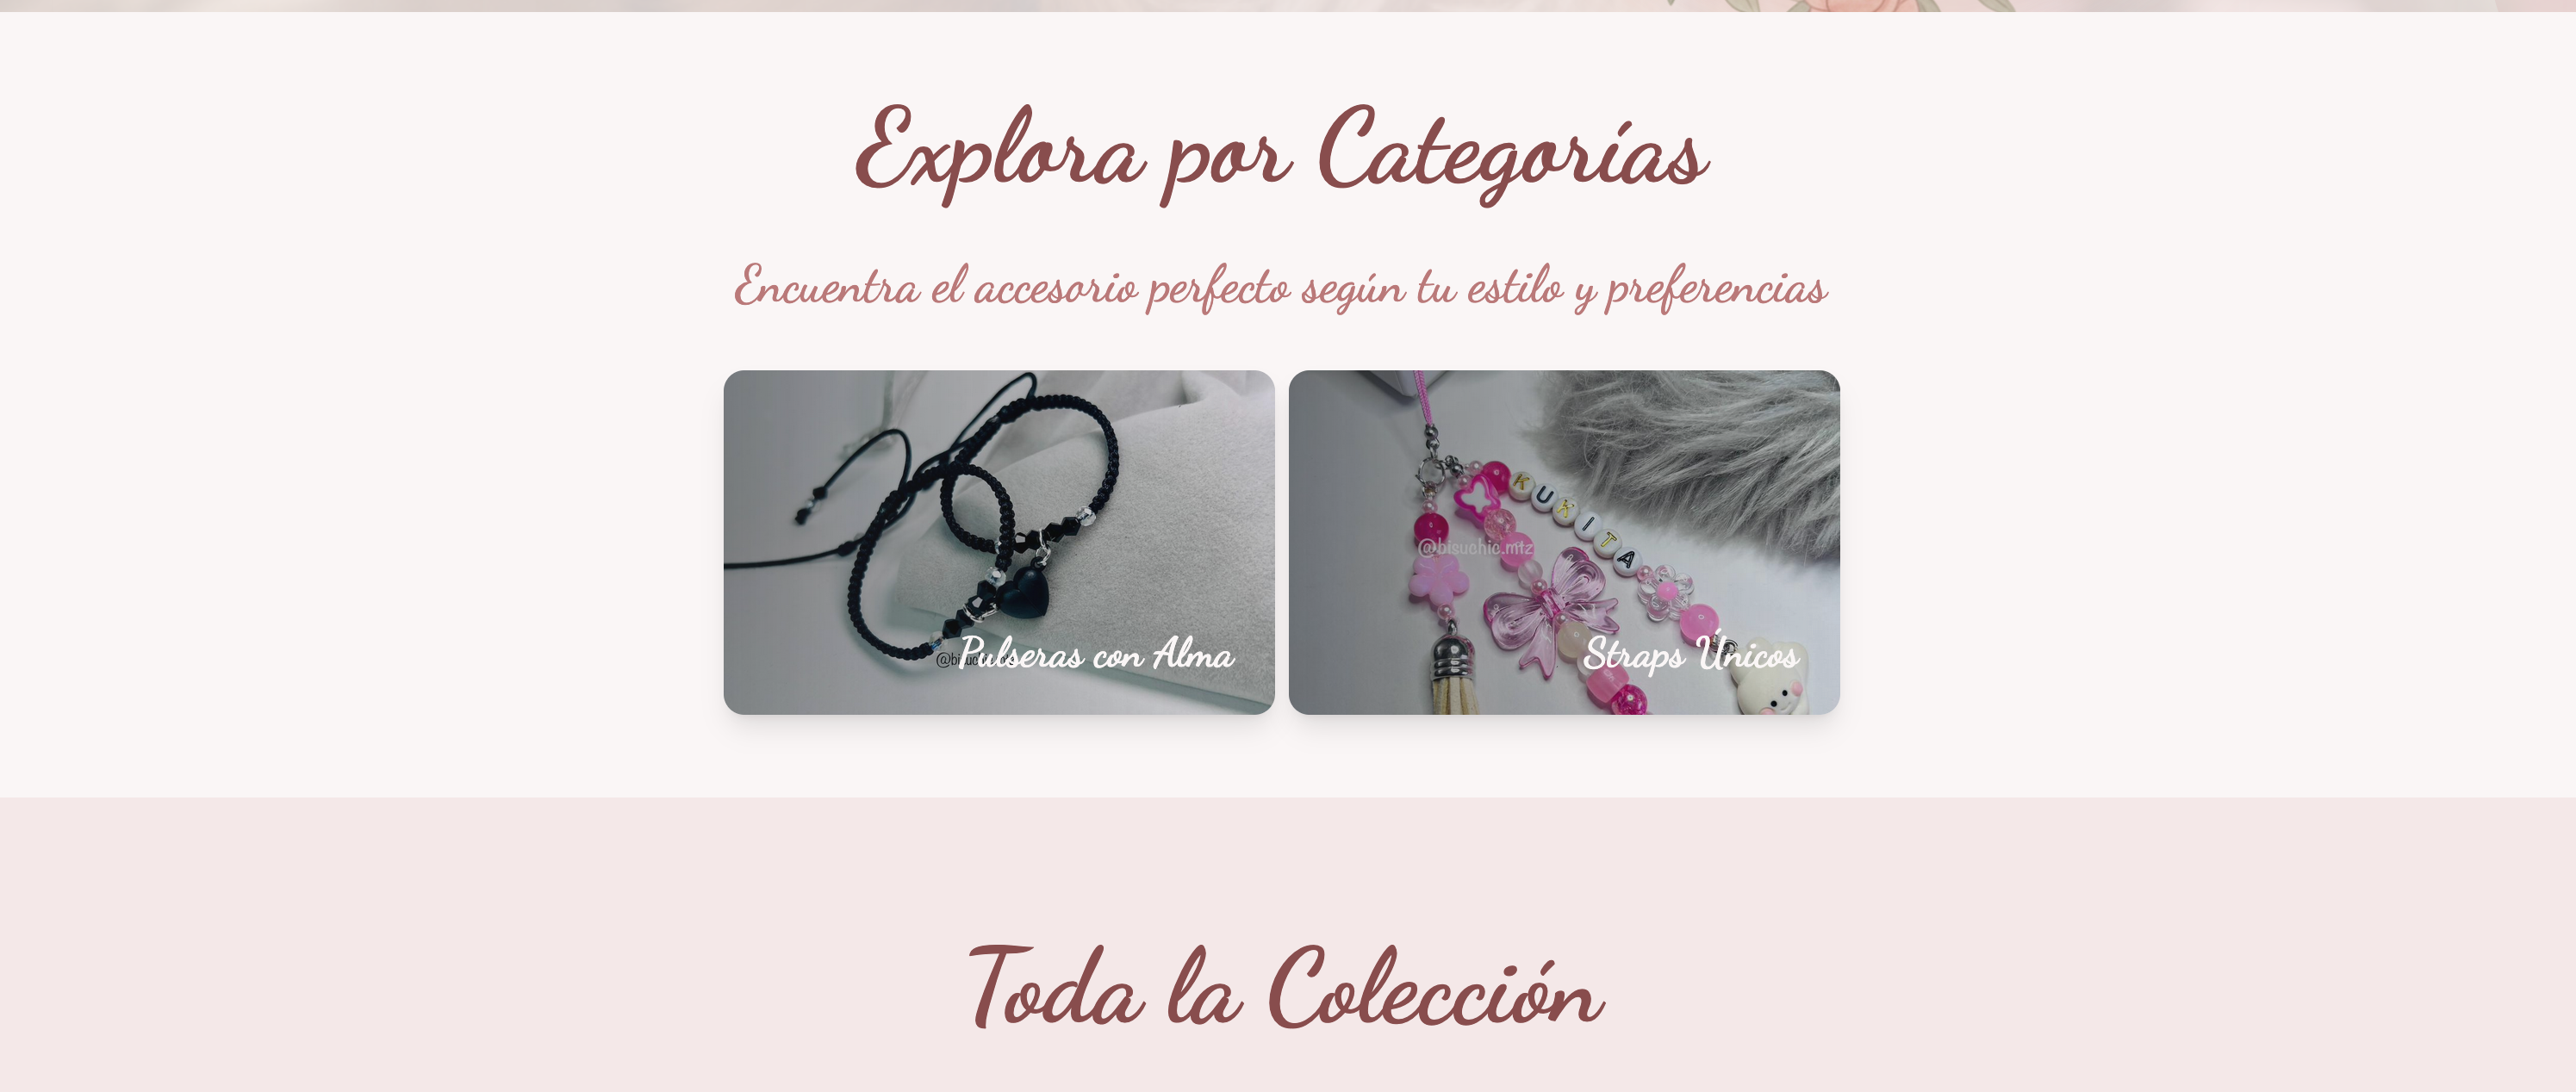 Explora por Categorías
Encuentra el accesorio perfecto según tu estilo y preferencias
KUKITA
@bisuchic.mtz
Pulseras con Alma
Straps Únicos
Toda la Colección